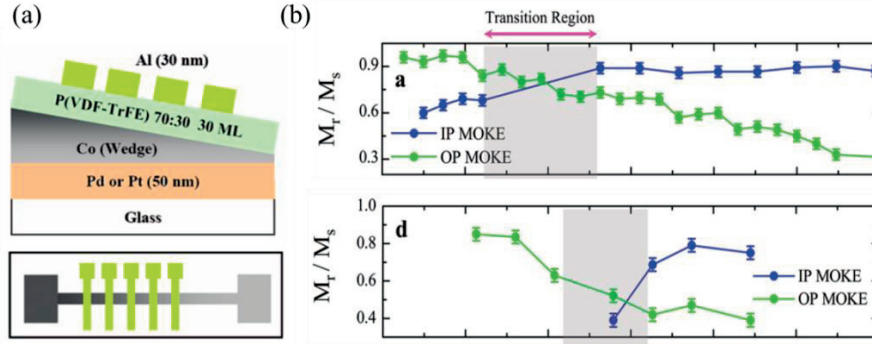 (a)
Al (30 nm)
P(VDF-TrFE) 70:30 30 ML
Co (Wedge)
Pd or Pt (50 nm)
Glass
(b)
Transition Region
Mr / Ms
0.9
0.6
0.3
a
IP MOKE
OP MOKE
Mr / Ms
0.8
0.6
0.4
d
IP MOKE
OP MOKE